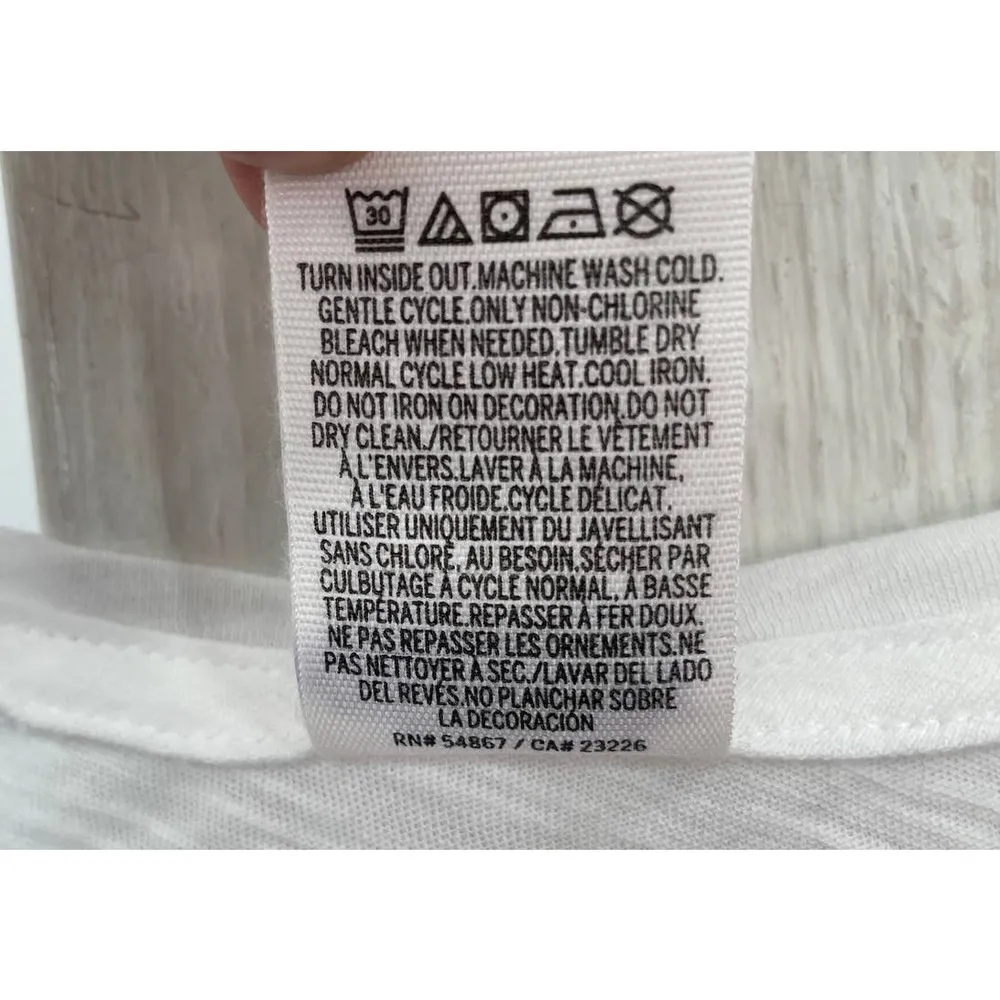 30
TURN INSIDE OUT.MACHINE WASH COLD.
GENTLE CYCLE.ONLY NON-CHLORINE
BLEACH WHEN NEEDED.TUMBLE DRY
NORMAL CYCLE LOW HEAT.COOL IRON.
DO NOT IRON ON DECORATION.DO NOT
DRY CLEAN./RETOURNER LE VÊTEMENT
À L'ENVERS.LAVER À LA MACHINE,
À L'EAU FROIDE.CYCLE DÉLICAT.
UTILISER UNIQUEMENT DU JAVELLISANT
SANS CHLORE, AU BESOIN.SÉCHER PAR
CULBUTAGE À CYCLE NORMAL, À BASSE
TEMPÉRATURE.REPASSER À FER DOUX.
NE PAS REPASSER LES ORNEMENTS.NE
PAS NETTOYER À SEC./LAVAR DEL LADO
DEL REVÉS.NO PLANCHAR SOBRE
LA DECORACIÓN
RN# 54867 / CA# 23226